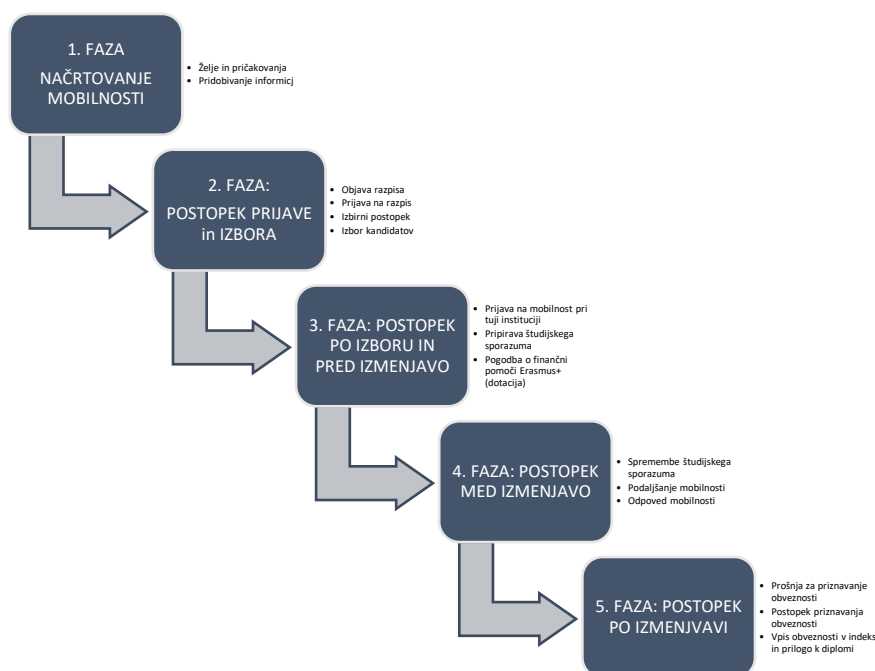 1. FAZA
NAČRTOVANJE
MOBILNOSTI
• Želje in pričakovanja
• Pridobivanje informicj
2. FAZA:
POSTOPEK PRIJAVE
in IZBORA
• Objava razpisa
• Prijava na razpis
• Izbirni postopek
• Izbor kandidatov
3. FAZA: POSTOPEK
PO IZBORU IN
PRED IZMENJAVO
• Prijava na mobilnost pri
tuji instituciji
• Pripirava študijskega
sporazuma
• Pogodba o finančni
pomoči Erasmus+
(dotacija)
4. FAZA: POSTOPEK
MED IZMENJAVO
• Spremembe študijskega
sporazuma
• Podaljšanje mobilnosti
• Odpoved mobilnosti
5. FAZA: POSTOPEK
PO IZMENJVAVI
• Prošnja za priznavanje
obveznosti
• Postopek priznavanja
obveznosti
• Vpis obveznosti v indeks
in prilogo k diplomi